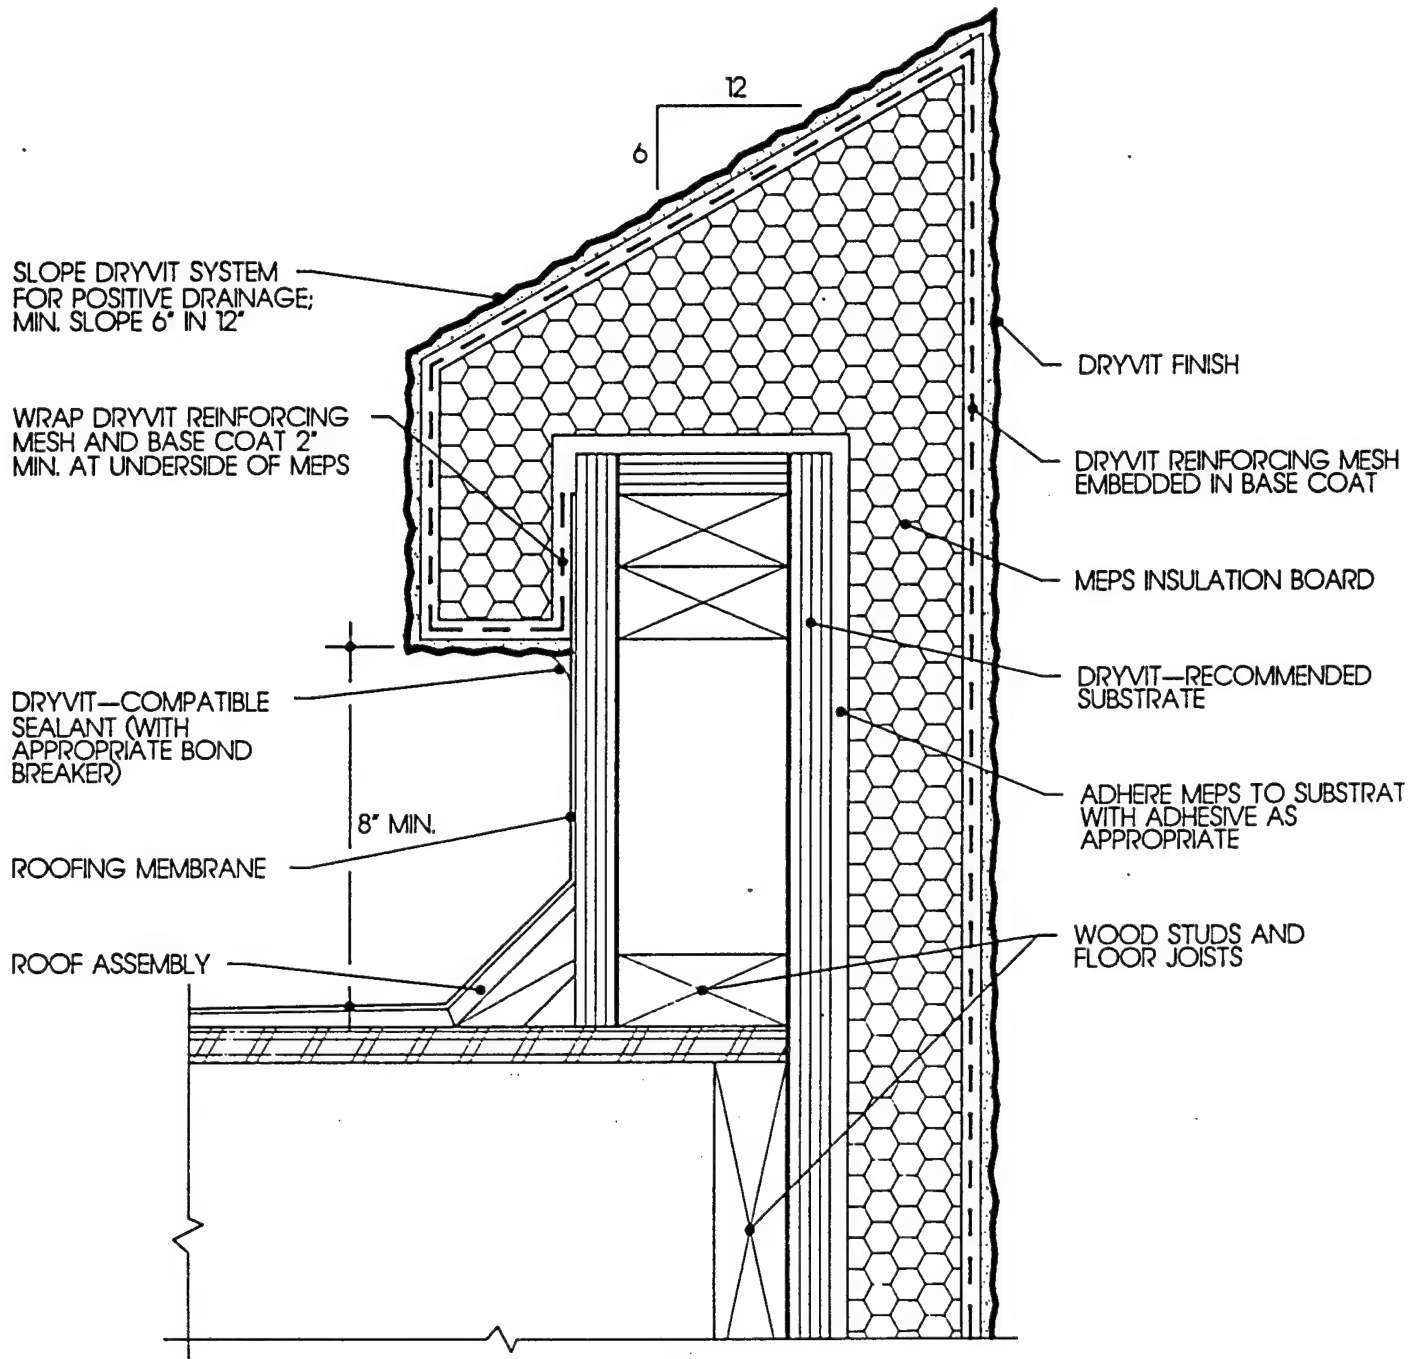 12
6
SLOPE DRYVIT SYSTEM
FOR POSITIVE DRAINAGE;
MIN. SLOPE 6" IN 12"
WRAP DRYVIT REINFORCING
MESH AND BASE COAT 2"
MIN. AT UNDERSIDE OF MEPS
DRYVIT—COMPATIBLE
SEALANT (WITH
APPROPRIATE BOND
BREAKER)
8" MIN.
ROOFING MEMBRANE
ROOF ASSEMBLY
DRYVIT FINISH
DRYVIT REINFORCING MESH
EMBEDDED IN BASE COAT
MEPS INSULATION BOARD
DRYVIT—RECOMMENDED
SUBSTRATE
ADHERE MEPS TO SUBSTRAT
WITH ADHESIVE AS
APPROPRIATE
WOOD STUDS AND
FLOOR JOISTS